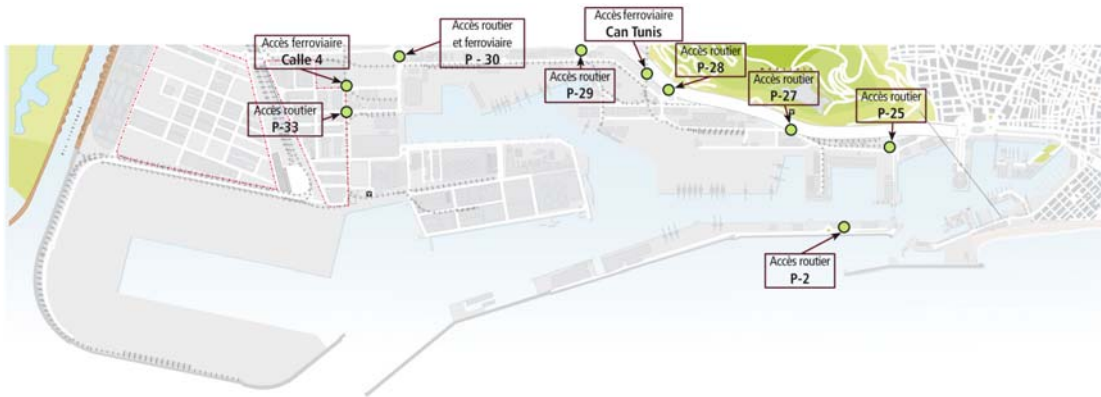 Accès routier
et ferroviaire
P - 30
Accès ferroviaire
Can Tunis
Accès ferroviaire
Calle 4
Accès routier
P-28
Accès routier
P-29
Accès routier
P-27
Accès routier
P-25
Accès routier
P-33
Accès routier
P-2